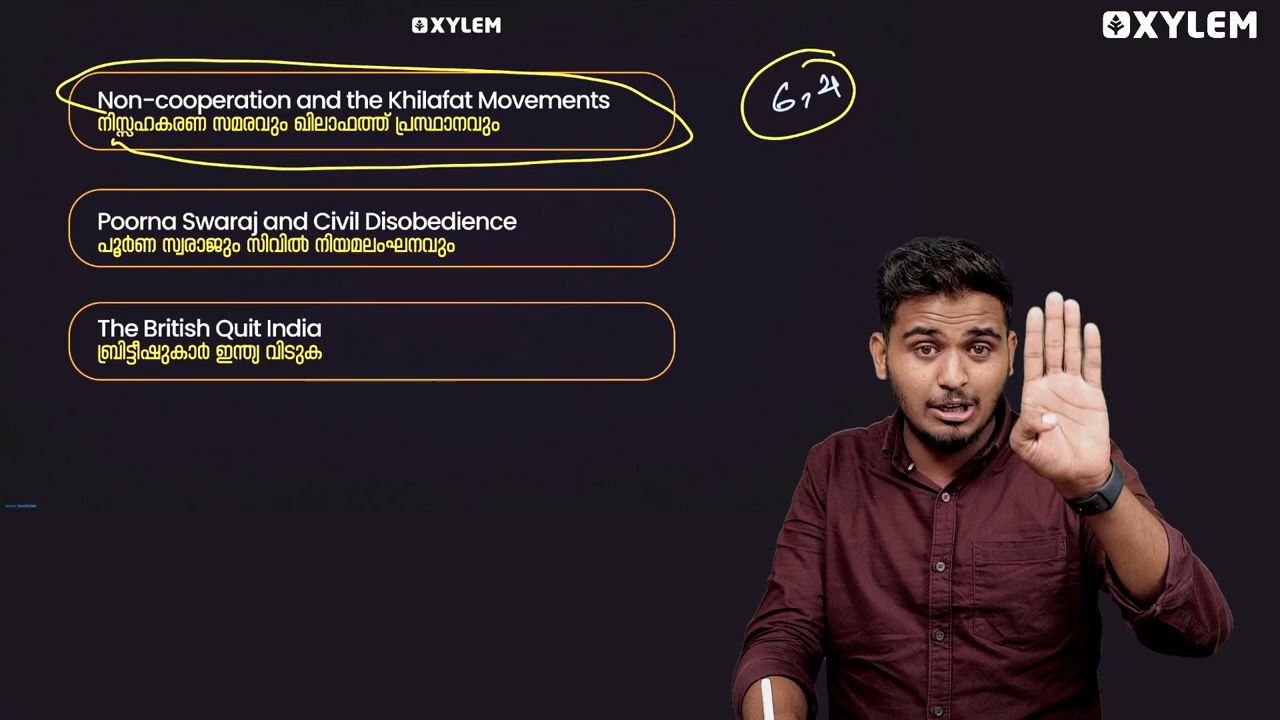 XYLEM
XYLEM
Non-cooperation and the Khilafat Movements
നിസ്സഹകരണ സമരവും ഖിലാഫത്ത് പ്രസ്ഥാനവും
6, 4
Poorna Swaraj and Civil Disobedience
പൂർണ സ്വരാജും സിവിൽ നിയമലംഘനവും
The British Quit India
ബ്രിട്ടീഷുകാർ ഇന്ത്യ വിടുക